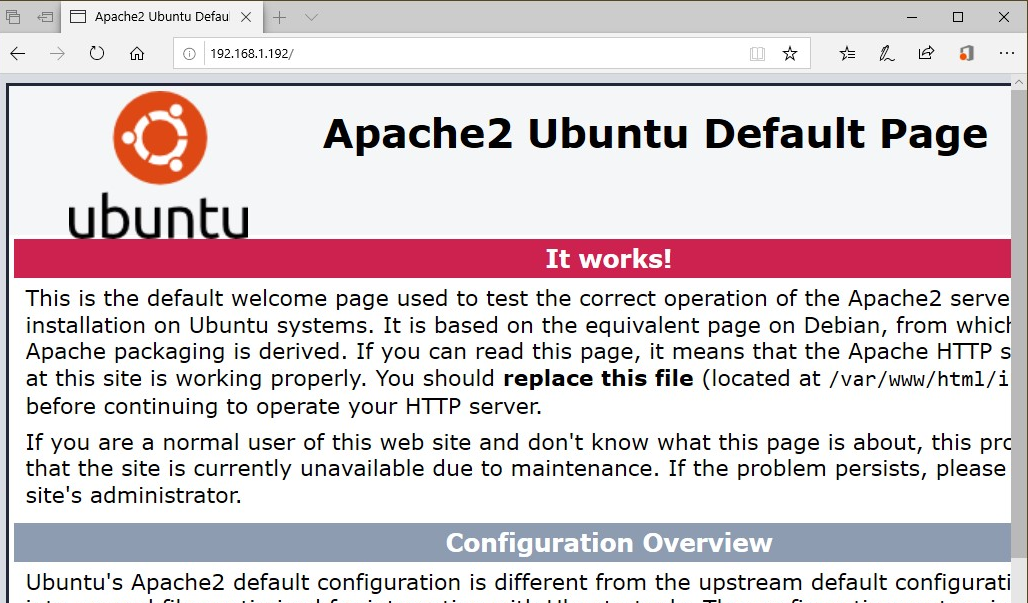 Apache2 Ubuntu Defau
192.168.1.192/
ubuntu
Apache2 Ubuntu Default Page
It works!
This is the default welcome page used to test the correct operation of the Apache2 serve
installation on Ubuntu systems. It is based on the equivalent page on Debian, from which
Apache packaging is derived. If you can read this page, it means that the Apache HTTP s
at this site is working properly. You should replace this file (located at /var/www/html/i
before continuing to operate your HTTP server.
If you are a normal user of this web site and don't know what this page is about, this pro
that the site is currently unavailable due to maintenance. If the problem persists, please
site's administrator.
Configuration Overview
Ubuntu's Apache2 default configuration is different from the upstream default configurati